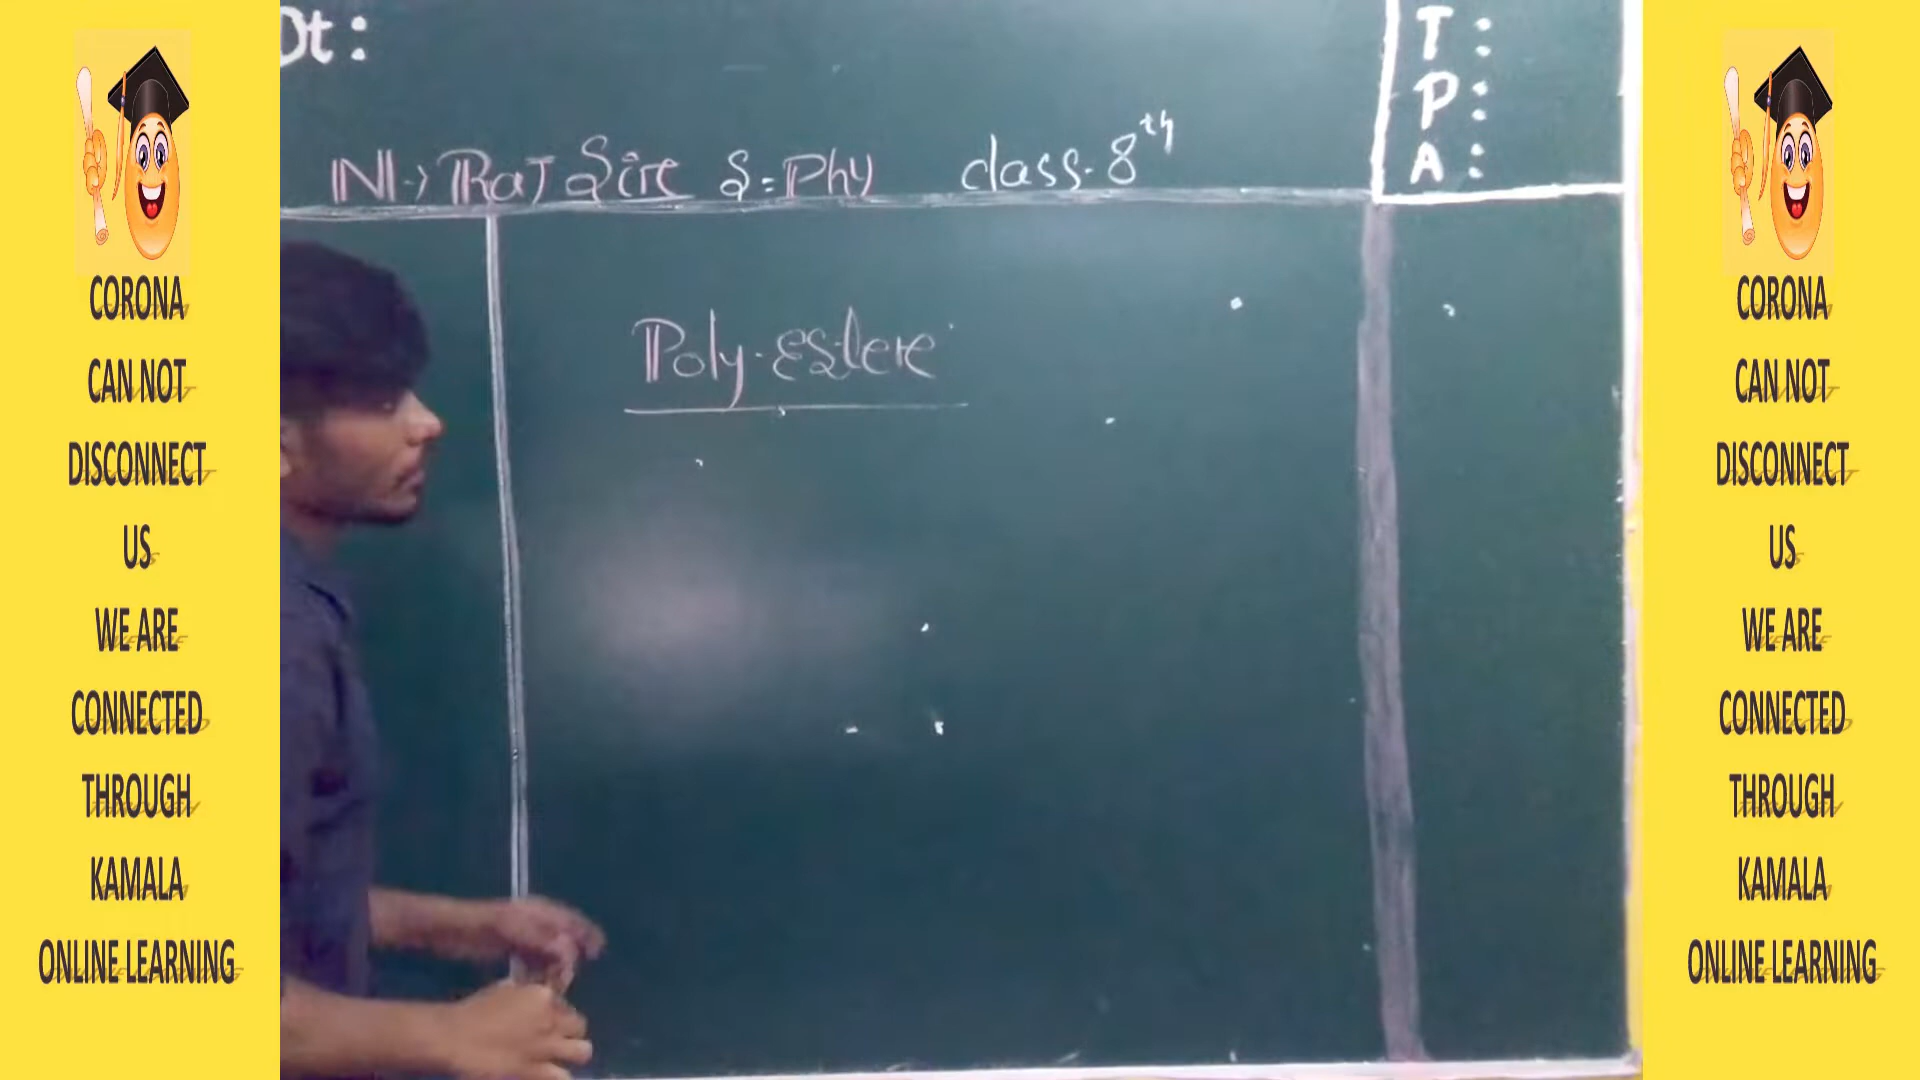 CORONA
CAN NOT
DISCONNECT
US
WE ARE
CONNECTED
THROUGH
KAMALA
ONLINE LEARNING
Dt :
T :
P :
A :
N → Raj Sir S = Phy class - 8th
Poly-Ester
CORONA
CAN NOT
DISCONNECT
US
WE ARE
CONNECTED
THROUGH
KAMALA
ONLINE LEARNING